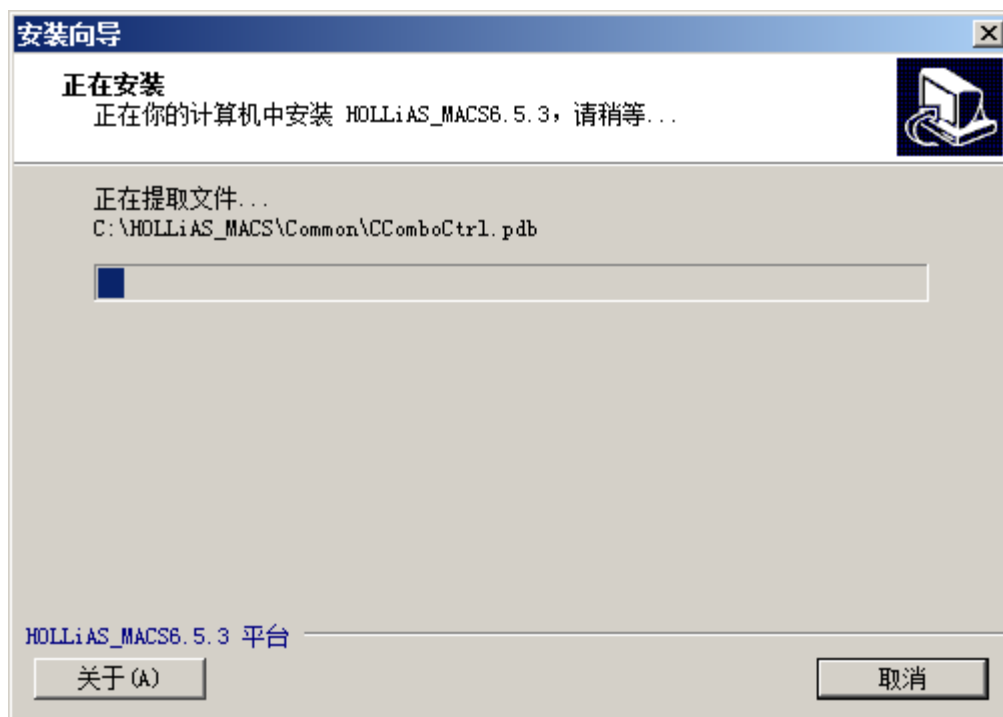 安装向导
正在安装
正在你的计算机中安装 HOLLiAS_MACS6.5.3，请稍等...
正在提取文件...
C:\HOLLiAS_MACS\Common\CComboCtrl.pdb
HOLLiAS_MACS6.5.3 平台
关于(A)
取消